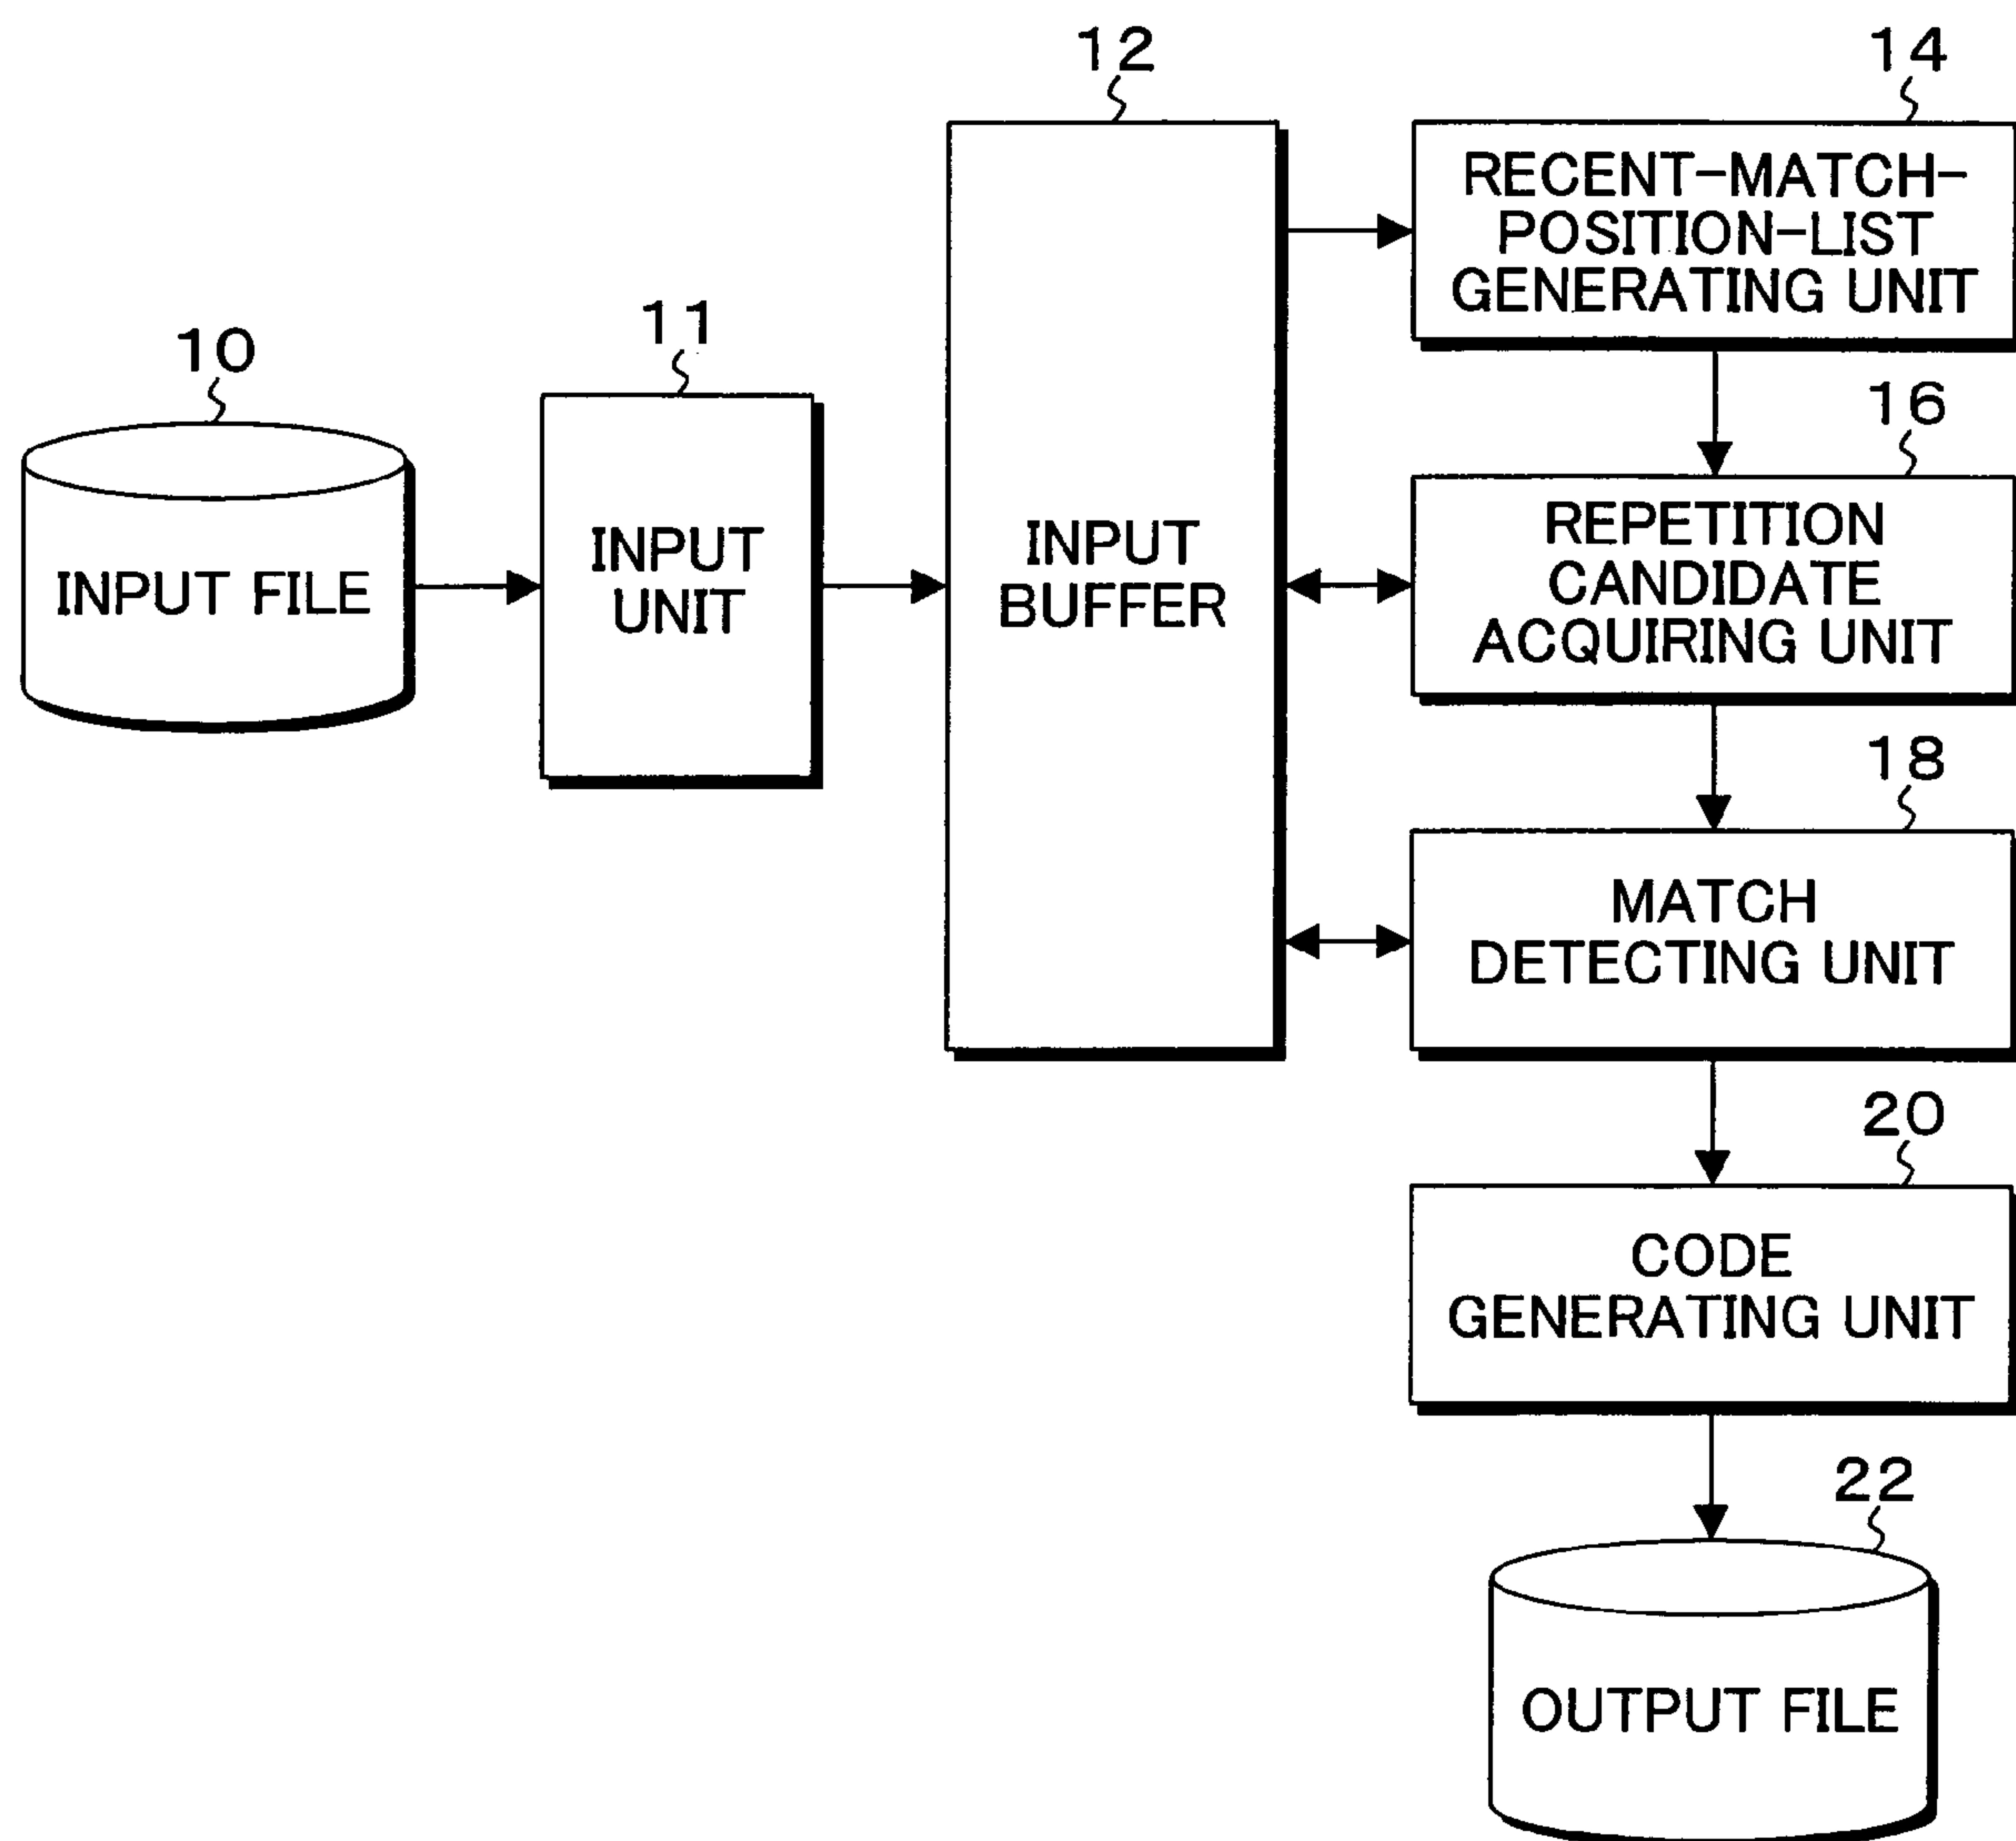 12
14
RECENT-MATCH-
POSITION-LIST
GENERATING UNIT
11
10
16
INPUT FILE
INPUT
UNIT
INPUT
BUFFER
REPETITION
CANDIDATE
ACQUIRING UNIT
18
MATCH
DETECTING UNIT
20
CODE
GENERATING UNIT
22
OUTPUT FILE